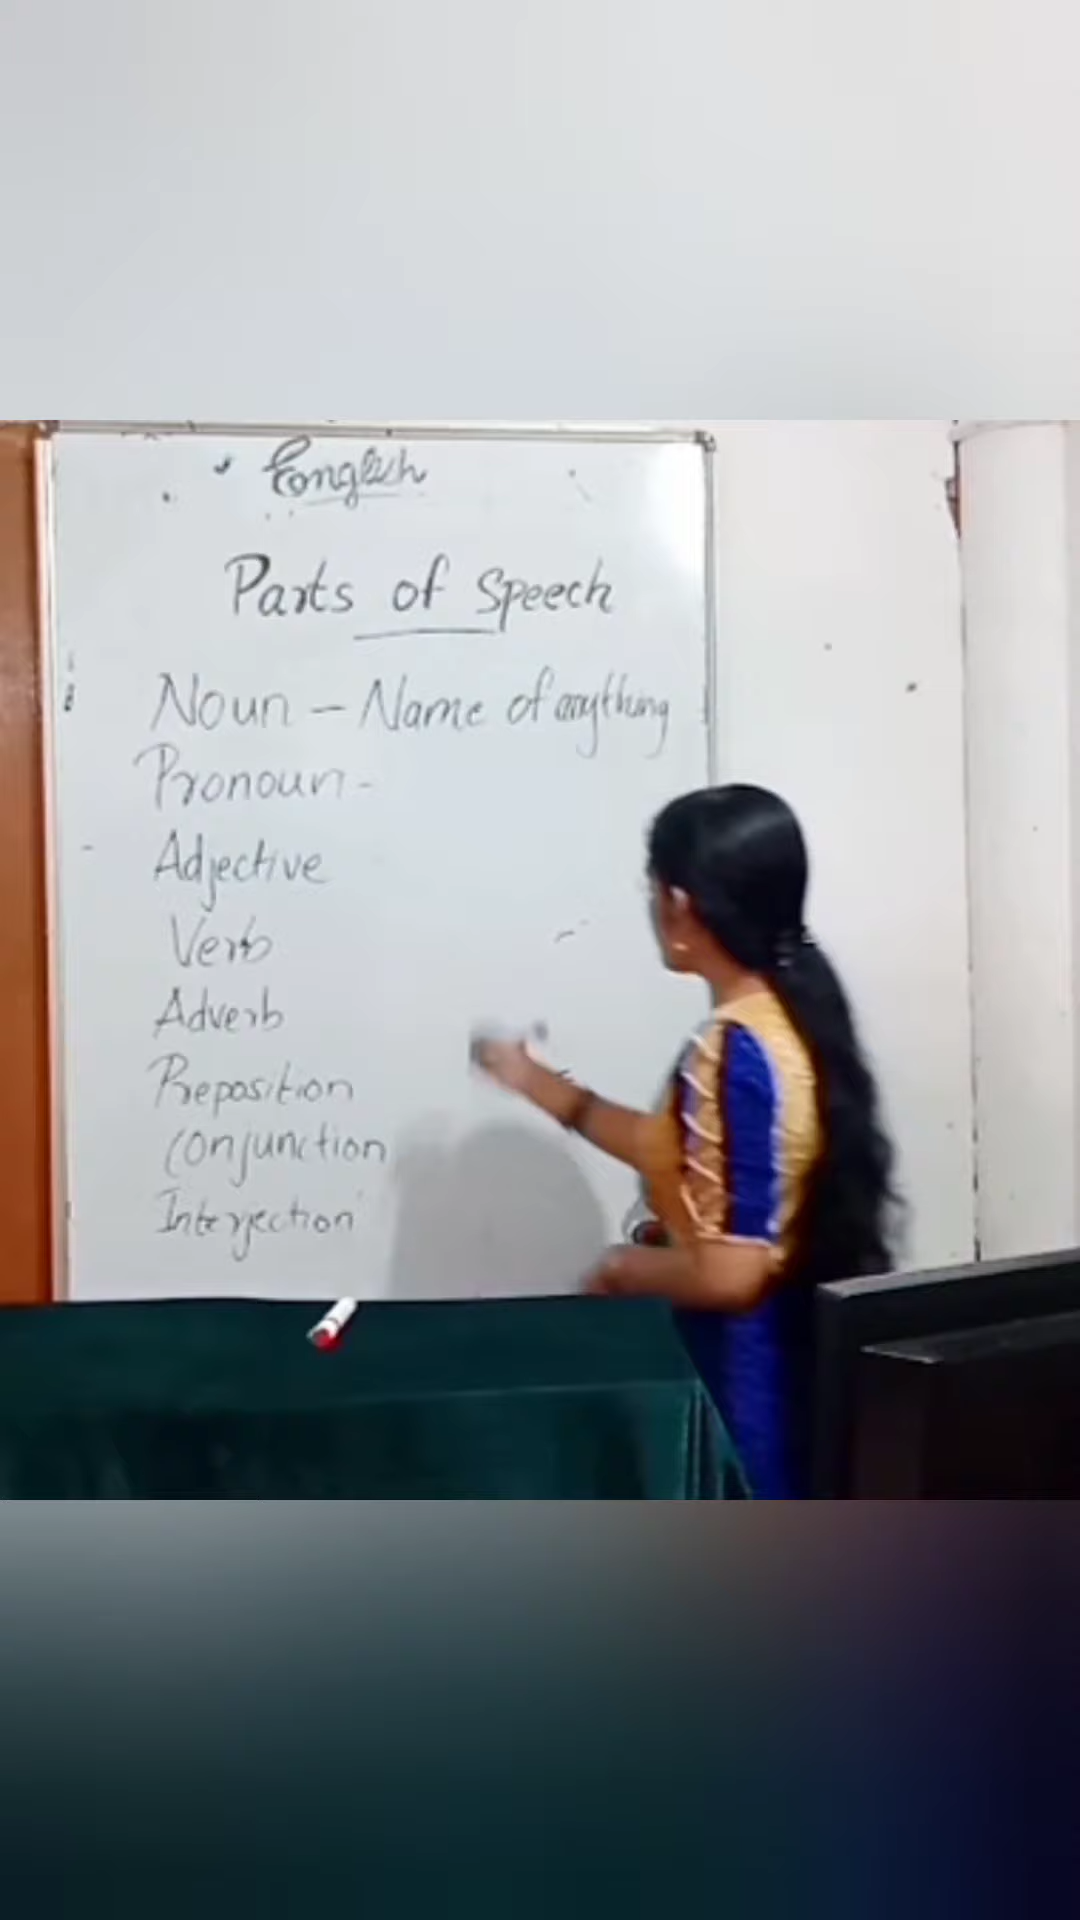 English
Parts of Speech
Noun - Name of anything
Pronoun -
Adjective
Verb
Adverb
Preposition
Conjunction
Interjection